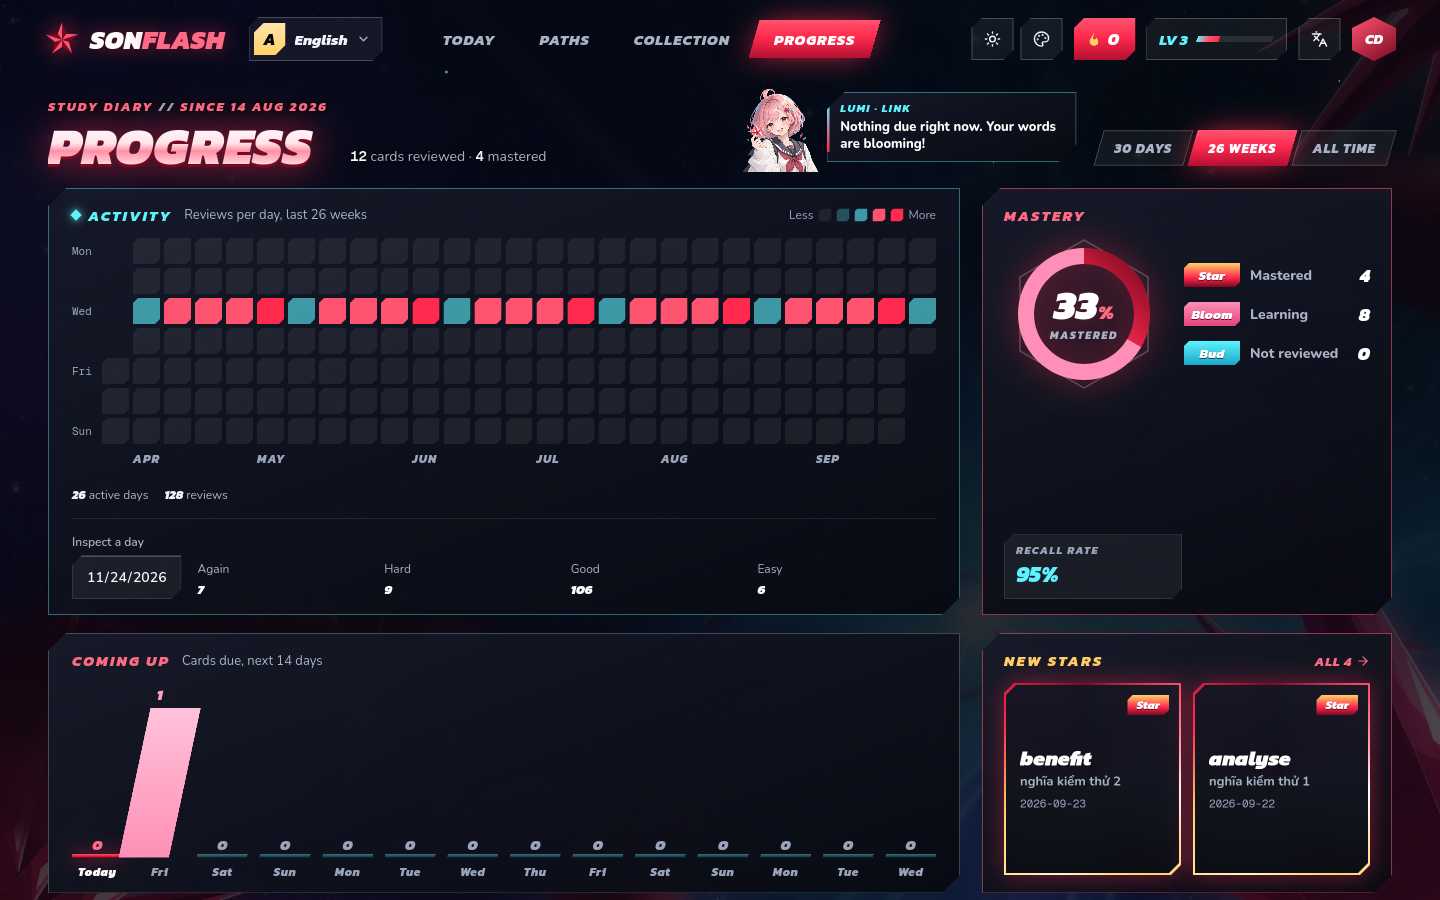 SONFLASH
A English
TODAY PATHS COLLECTION PROGRESS
0
LV 3
CD
STUDY DIARY // SINCE 14 AUG 2026
PROGRESS
12 cards reviewed · 4 mastered
LUMI · LINK
Nothing due right now. Your words
are blooming!
30 DAYS 26 WEEKS ALL TIME
ACTIVITY Reviews per day, last 26 weeks
Less More
Mon
Wed
Fri
Sun
APR MAY JUN JUL AUG SEP
26 active days 128 reviews
Inspect a day
11/24/2026
Again Hard Good Easy
7 9 106 6
MASTERY
33%
MASTERED
Star Mastered 4
Bloom Learning 8
Bud Not reviewed 0
RECALL RATE
95%
COMING UP Cards due, next 14 days
1
0 0 0 0 0 0 0 0 0 0 0 0 0
Today Fri Sat Sun Mon Tue Wed Thu Fri Sat Sun Mon Tue Wed
NEW STARS ALL 4
Star
benefit
nghĩa kiểm thử 2
2026-09-23
Star
analyse
nghĩa kiểm thử 1
2026-09-22